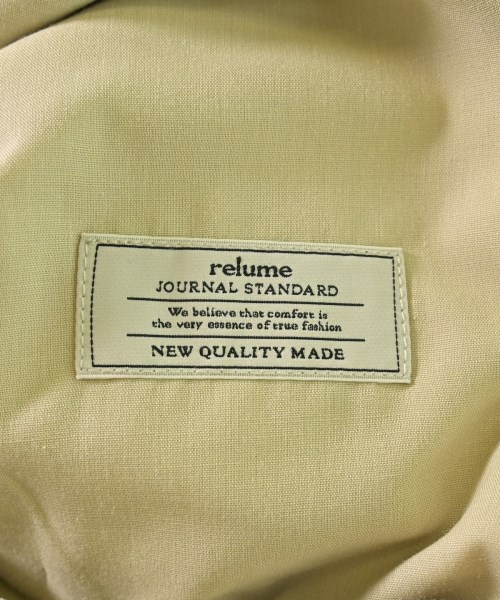 relume
JOURNAL STANDARD
We believe that comfort is
the very essence of true fashion
NEW QUALITY MADE